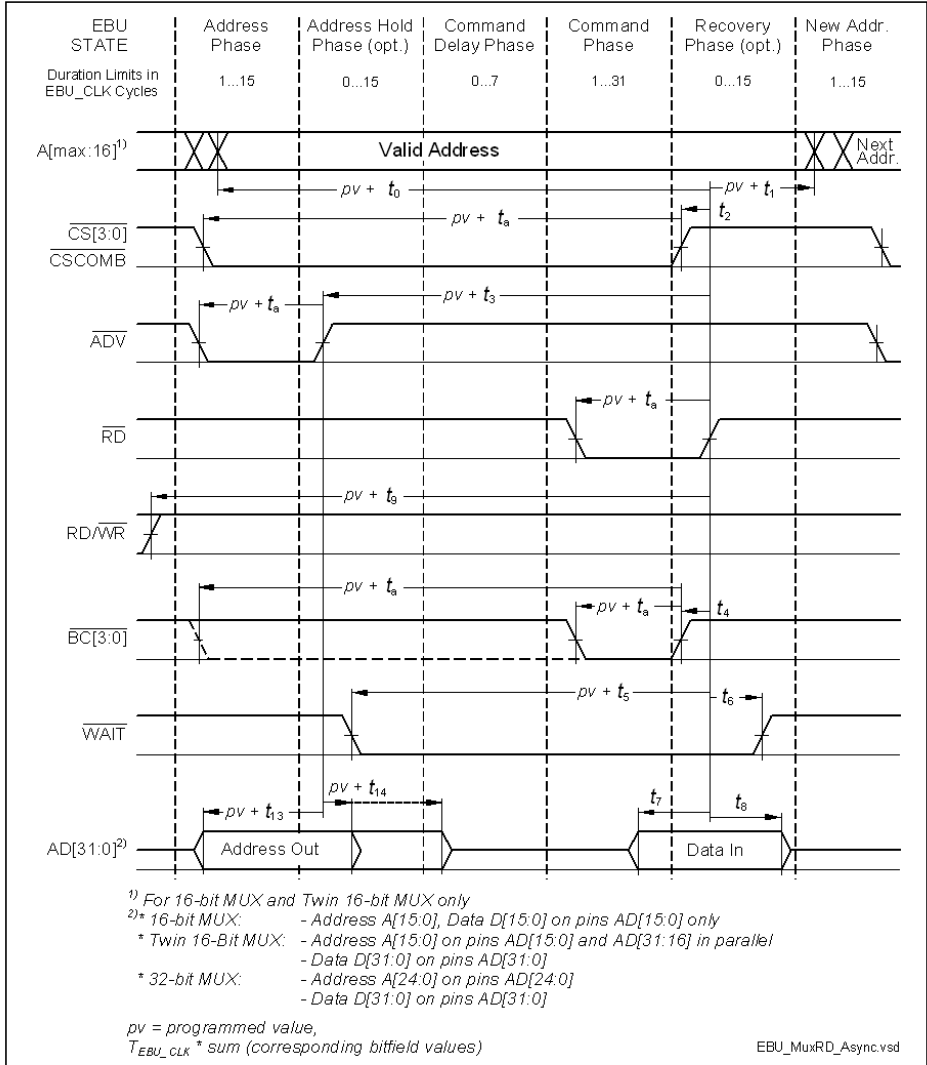 EBU STATE
Address Phase
Address Hold Phase (opt.)
Command Delay Phase
Command Phase
Recovery Phase (opt.)
New Addr. Phase
Duration Limits in EBU_CLK Cycles
1...15
0...15
0...7
1...31
0...15
1...15
A[max:16]1)
Valid Address
Next Addr.
pv + t0
pv + t1
pv + ta
t2
CS[3:0]
CSCOMB
pv + ta
pv + t3
ADV
pv + ta
RD
pv + t9
RD/WR
pv + ta
pv + ta
t4
BC[3:0]
pv + t5
t6
WAIT
pv + t14
pv + t13
t7
t8
AD[31:0]2)
Address Out
Data In
1) For 16-bit MUX and Twin 16-bit MUX only
2)* 16-bit MUX: - Address A[15:0], Data D[15:0] on pins AD[15:0] only
* Twin 16-Bit MUX: - Address A[15:0] on pins AD[15:0] and AD[31:16] in parallel
- Data D[31:0] on pins AD[31:0]
* 32-bit MUX: - Address A[24:0] on pins AD[24:0]
- Data D[31:0] on pins AD[31:0]
pv = programmed value,
TEBU_CLK * sum (corresponding bitfield values)
EBU_MuxRD_Async.vsd